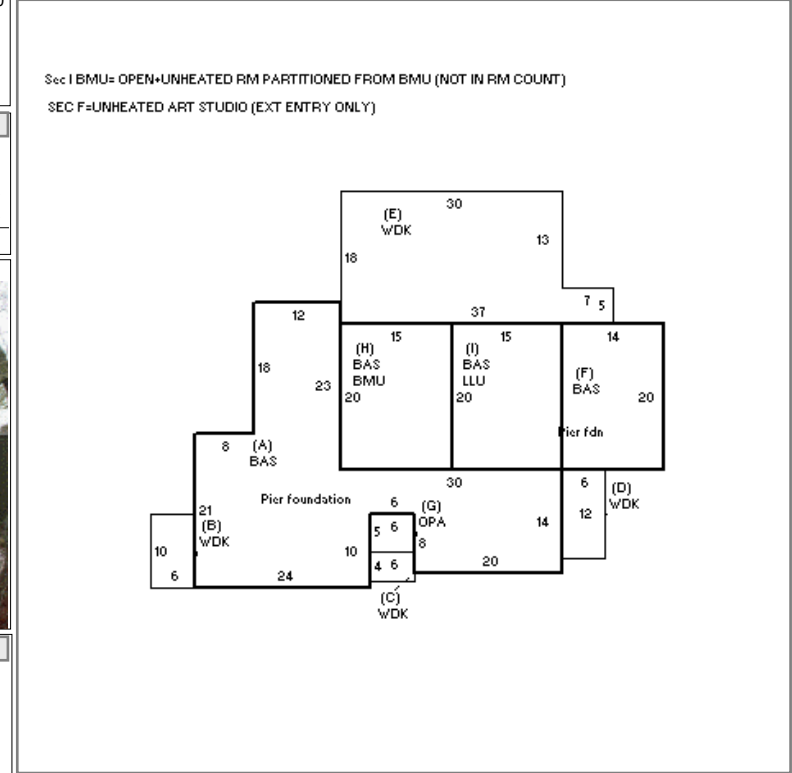 Sec I BMU= OPEN+UNHEATED RM PARTITIONED FROM BMU (NOT IN RM COUNT)
SEC F=UNHEATED ART STUDIO (EXT ENTRY ONLY)
30
(E)
WDK
13
18
7 5
37
12
15
15
14
(H)
BAS
BMU
(I)
BAS
LLU
(F)
BAS
18
23
20
20
20
Pier fdn
8
(A)
BAS
30
6
(D)
WDK
Pier foundation
6
(G)
OPA
21
(B)
WDK
12
14
5 6
8
10
10
4 6
20
6
24
(C)
WDK